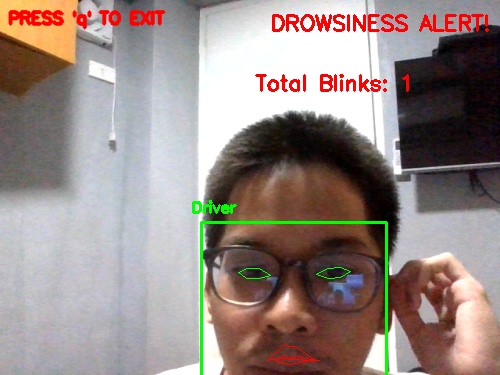 PRESS 'q' TO EXIT
DROWSINESS ALERT!
Total Blinks: 1
Driver